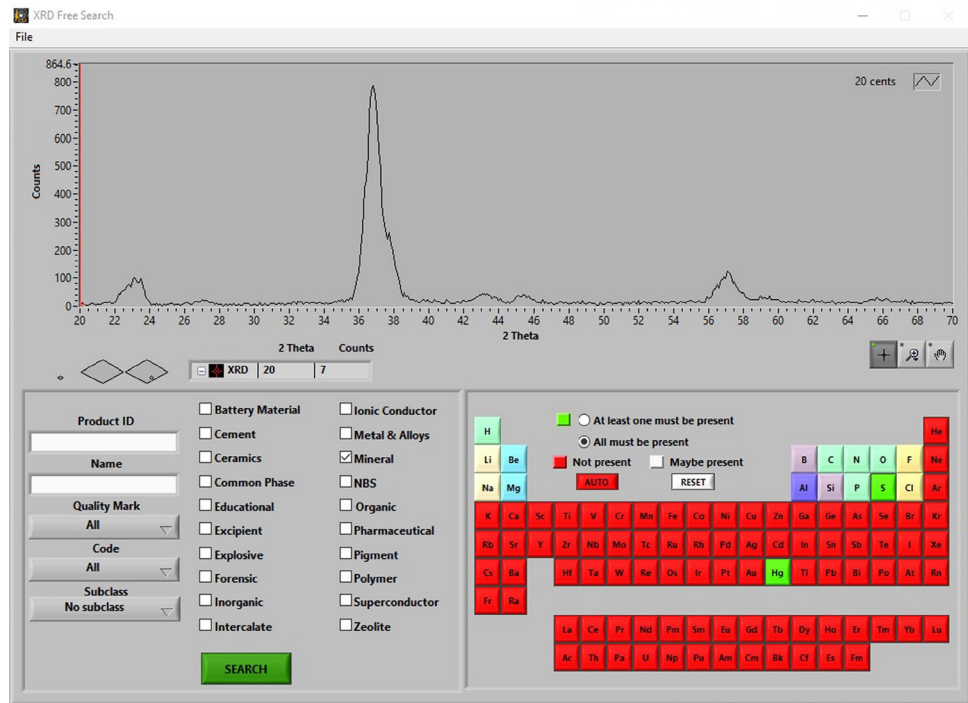 XRD Free Search
File
864.6
800
700
600
500
400
300
200
100
0
Counts
20 cents
20 22 24 26 28 30 32 34 36 38 40 42 44 46 48 50 52 54 56 58 60 62 64 66 68 70
2 Theta
2 Theta Counts
XRD 20 7
Product ID
Name
Quality Mark
All
Code
All
Subclass
No subclass
Battery Material
Cement
Ceramics
Common Phase
Educational
Excipient
Explosive
Forensic
Inorganic
Intercalate
Ionic Conductor
Metal & Alloys
Mineral
NBS
Organic
Pharmaceutical
Pigment
Polymer
Superconductor
Zeolite
SEARCH
At least one must be present
All must be present
Not present Maybe present
AUTO RESET
H He
Li Be B C N O F Ne
Na Mg Al Si P S Cl Ar
K Ca Sc Ti V Cr Mn Fe Co Ni Cu Zn Ga Ge As Se Br Kr
Rb Sr Y Zr Nb Mo Tc Ru Rh Pd Ag Cd In Sn Sb Te I Xe
Cs Ba Hf Ta W Re Os Ir Pt Au Hg Tl Pb Bi Po At Rn
Fr Ra
La Ce Pr Nd Pm Sm Eu Gd Tb Dy Ho Er Tm Yb Lu
Ac Th Pa U Np Pu Am Cm Bk Cf Es Fm